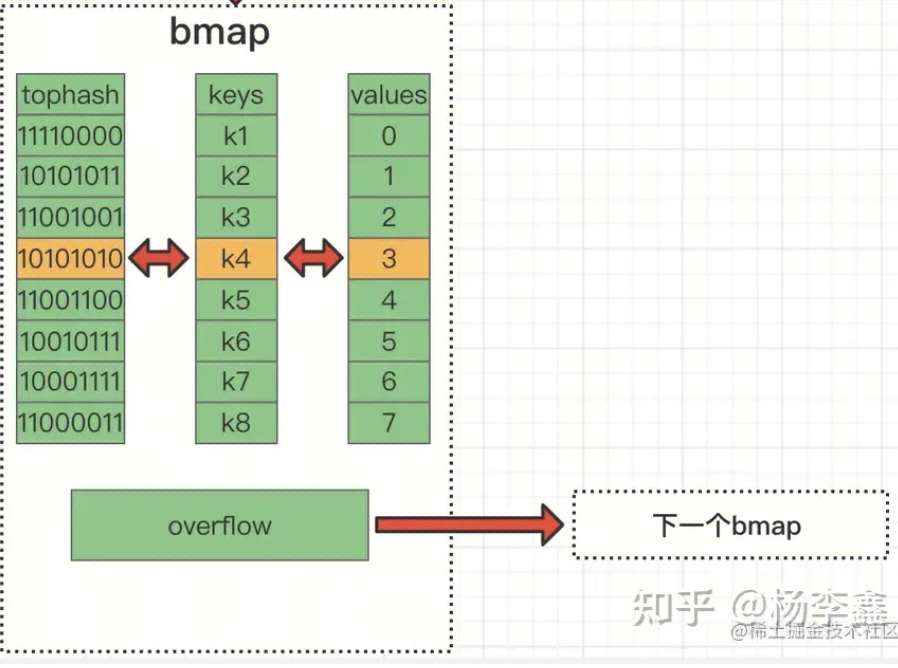 bmap
tophash keys values
11110000 k1 0
10101011 k2 1
11001001 k3 2
10101010 k4 3
11001100 k5 4
10010111 k6 5
10001111 k7 6
11000011 k8 7
overflow 下一个bmap
知乎 @杨李鑫
@稀土掘金技术社区